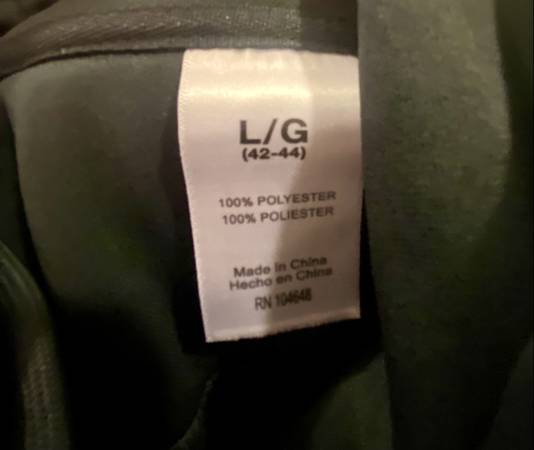 L/G
(42-44)
100% POLYESTER
100% POLIESTER
Made in China
Hecho en China
RN 104648